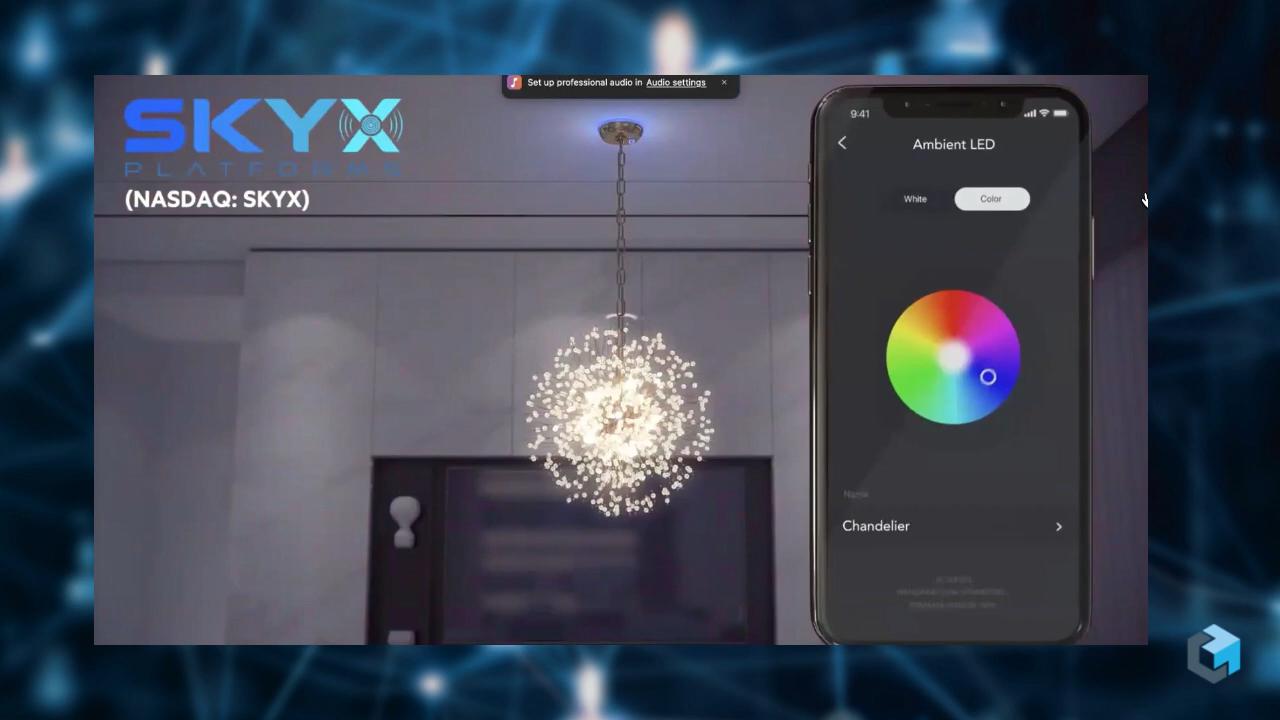 Set up professional audio in Audio settings ×
SKYX
PLATFORMS
(NASDAQ: SKYX)
9:41
Ambient LED
White Color
Name
Chandelier